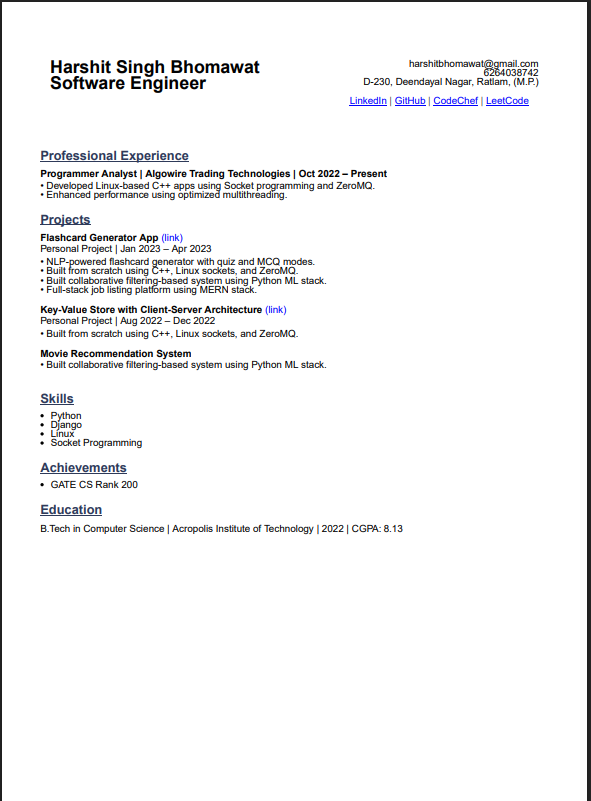 Harshit Singh Bhomawat
Software Engineer
harshitbhomawat@gmail.com
6264038742
D-230, Deendayal Nagar, Ratlam, (M.P.)
LinkedIn | GitHub | CodeChef | LeetCode
Professional Experience
Programmer Analyst | Algowire Trading Technologies | Oct 2022 – Present
• Developed Linux-based C++ apps using Socket programming and ZeroMQ.
• Enhanced performance using optimized multithreading.
Projects
Flashcard Generator App (link)
Personal Project | Jan 2023 – Apr 2023
• NLP-powered flashcard generator with quiz and MCQ modes.
• Built from scratch using C++, Linux sockets, and ZeroMQ.
• Built collaborative filtering-based system using Python ML stack.
• Full-stack job listing platform using MERN stack.
Key-Value Store with Client-Server Architecture (link)
Personal Project | Aug 2022 – Dec 2022
• Built from scratch using C++, Linux sockets, and ZeroMQ.
Movie Recommendation System
• Built collaborative filtering-based system using Python ML stack.
Skills
• Python
• Django
• Linux
• Socket Programming
Achievements
• GATE CS Rank 200
Education
B.Tech in Computer Science | Acropolis Institute of Technology | 2022 | CGPA: 8.13